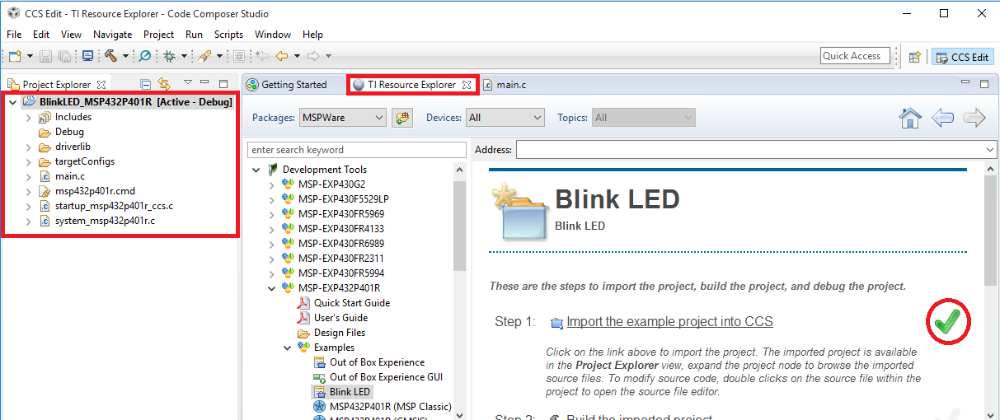 CCS Edit - TI Resource Explorer - Code Composer Studio
File Edit View Navigate Project Run Scripts Window Help
Quick Access
CCS Edit
Project Explorer
BlinkLED_MSP432P401R [Active - Debug]
Includes
Debug
driverlib
targetConfigs
main.c
msp432p401r.cmd
startup_msp432p401r_ccs.c
system_msp432p401r.c
Getting Started
TI Resource Explorer
main.c
Packages: MSPWare
Devices: All
Topics: All
enter search keyword
Development Tools
MSP-EXP430G2
MSP-EXP430F5529LP
MSP-EXP430FR5969
MSP-EXP430FR4133
MSP-EXP430FR6989
MSP-EXP430FR2311
MSP-EXP430FR5994
MSP-EXP432P401R
Quick Start Guide
User's Guide
Design Files
Examples
Out of Box Experience
Out of Box Experience GUI
Blink LED
MSP432P401R (MSP Classic)
MSP432P401R (CMSIS)
Address:
Blink LED
Blink LED
These are the steps to import the project, build the project, and debug the project.
Step 1: Import the example project into CCS
Click on the link above to import the project. The imported project is available
in the Project Explorer view, expand the project node to browse the imported
source files. To modify source code, double clicks on the source file within the
project to open the source file editor.
Step 2: Build the imported project